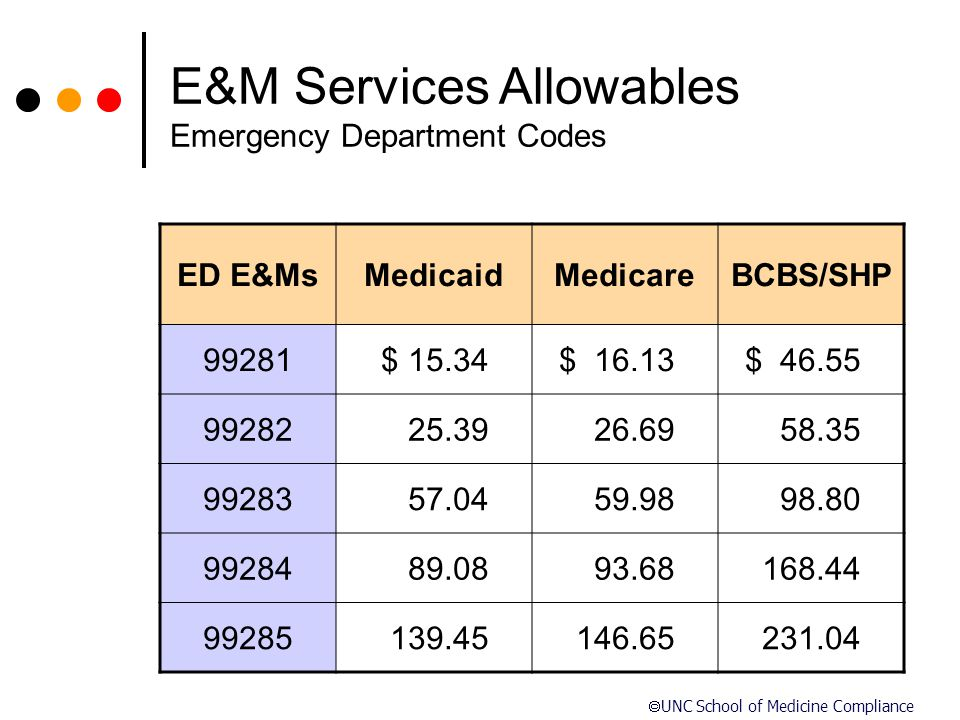 E&M Services Allowables
Emergency Department Codes
ED E&Ms Medicaid Medicare BCBS/SHP
99281 $ 15.34 $ 16.13 $ 46.55
99282 25.39 26.69 58.35
99283 57.04 59.98 98.80
99284 89.08 93.68 168.44
99285 139.45 146.65 231.04
©UNC School of Medicine Compliance